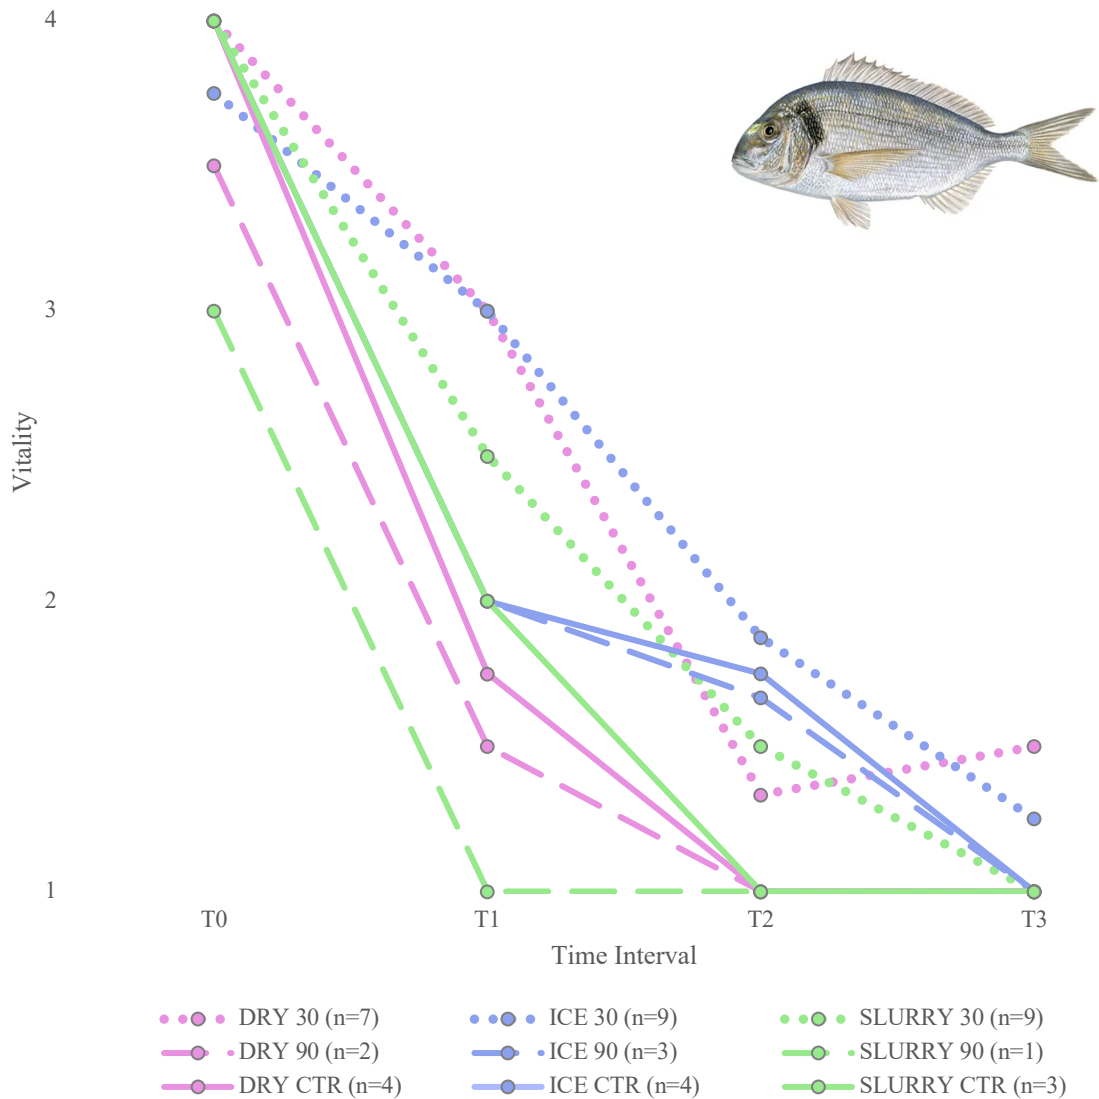 4
3
Vitality
2
1
T0 T1 T2 T3
Time Interval
DRY 30 (n=7) ICE 30 (n=9) SLURRY 30 (n=9)
DRY 90 (n=2) ICE 90 (n=3) SLURRY 90 (n=1)
DRY CTR (n=4) ICE CTR (n=4) SLURRY CTR (n=3)